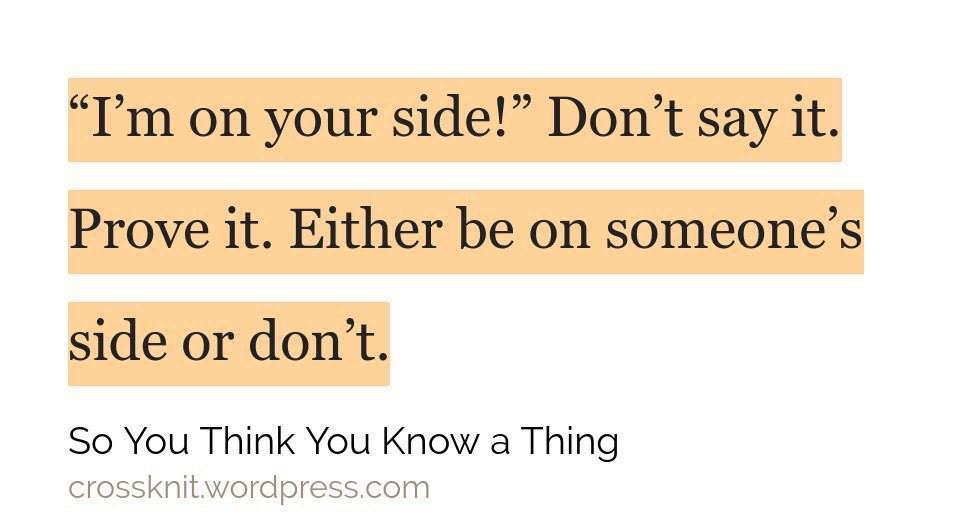 “I’m on your side!” Don’t say it.
Prove it. Either be on someone’s
side or don’t.
So You Think You Know a Thing
crossknit.wordpress.com